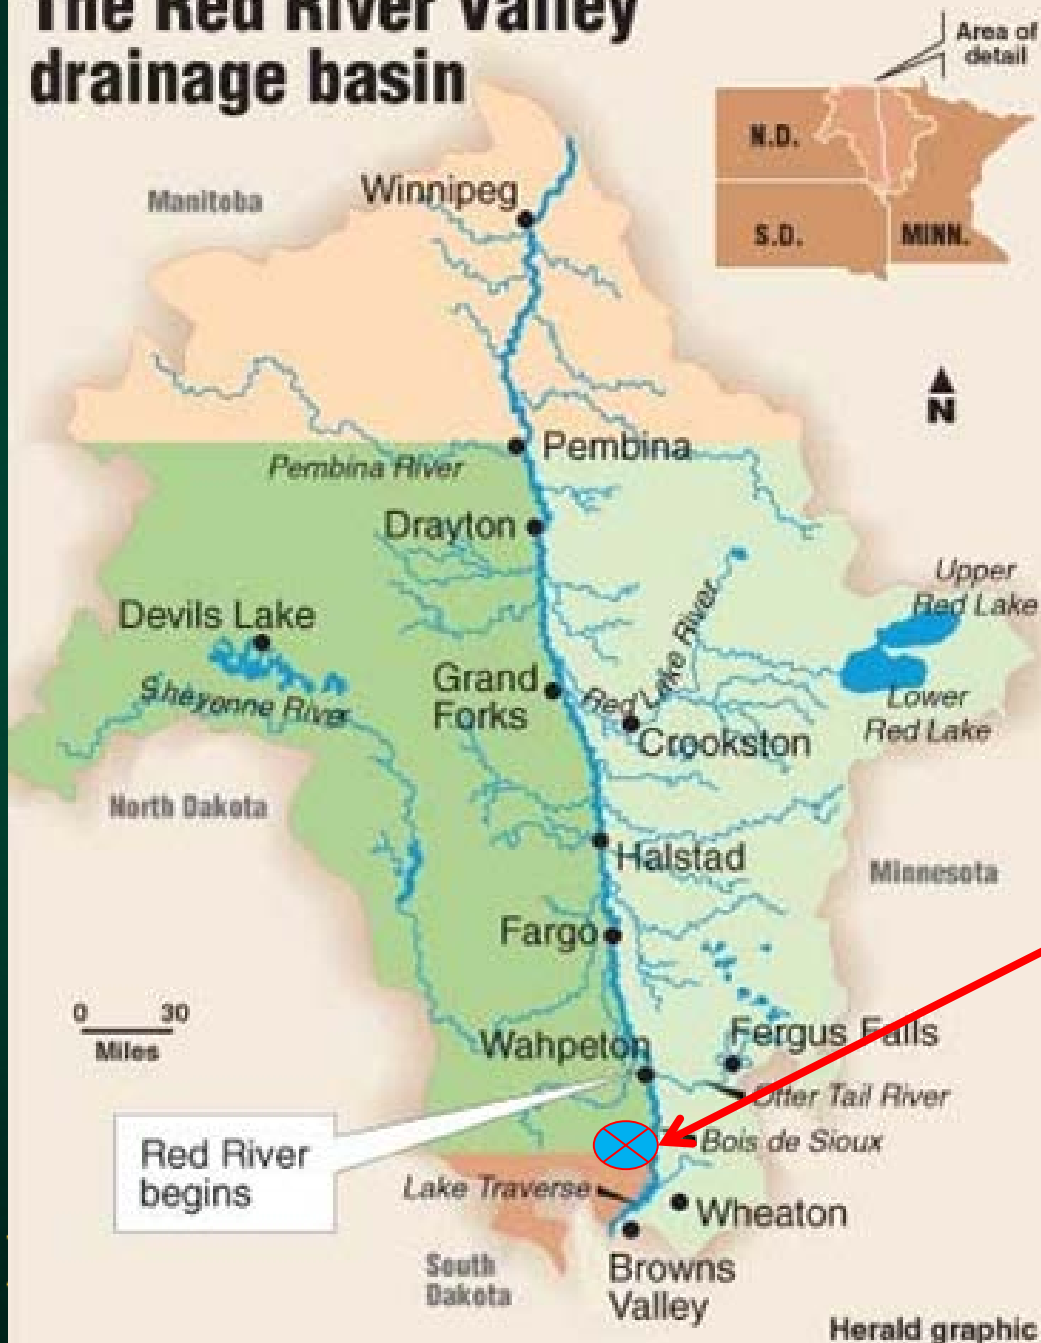 The Red River Valley
drainage basin
Area of
detail
N.D.
S.D.
MINN.
Manitoba
Winnipeg
N
Pembina
Pembina River
Drayton
Upper
Red Lake
Devils Lake
Red Lake River
Sheyenne River
Grand
Forks
Lower
Red Lake
Crookston
North Dakota
Halstad
Minnesota
Fargo
0 30
Miles
Wahpeton
Fergus Falls
Otter Tail River
Red River
begins
Bois de Sioux
Lake Traverse
Wheaton
South
Dakota
Browns
Valley
Herald graphic